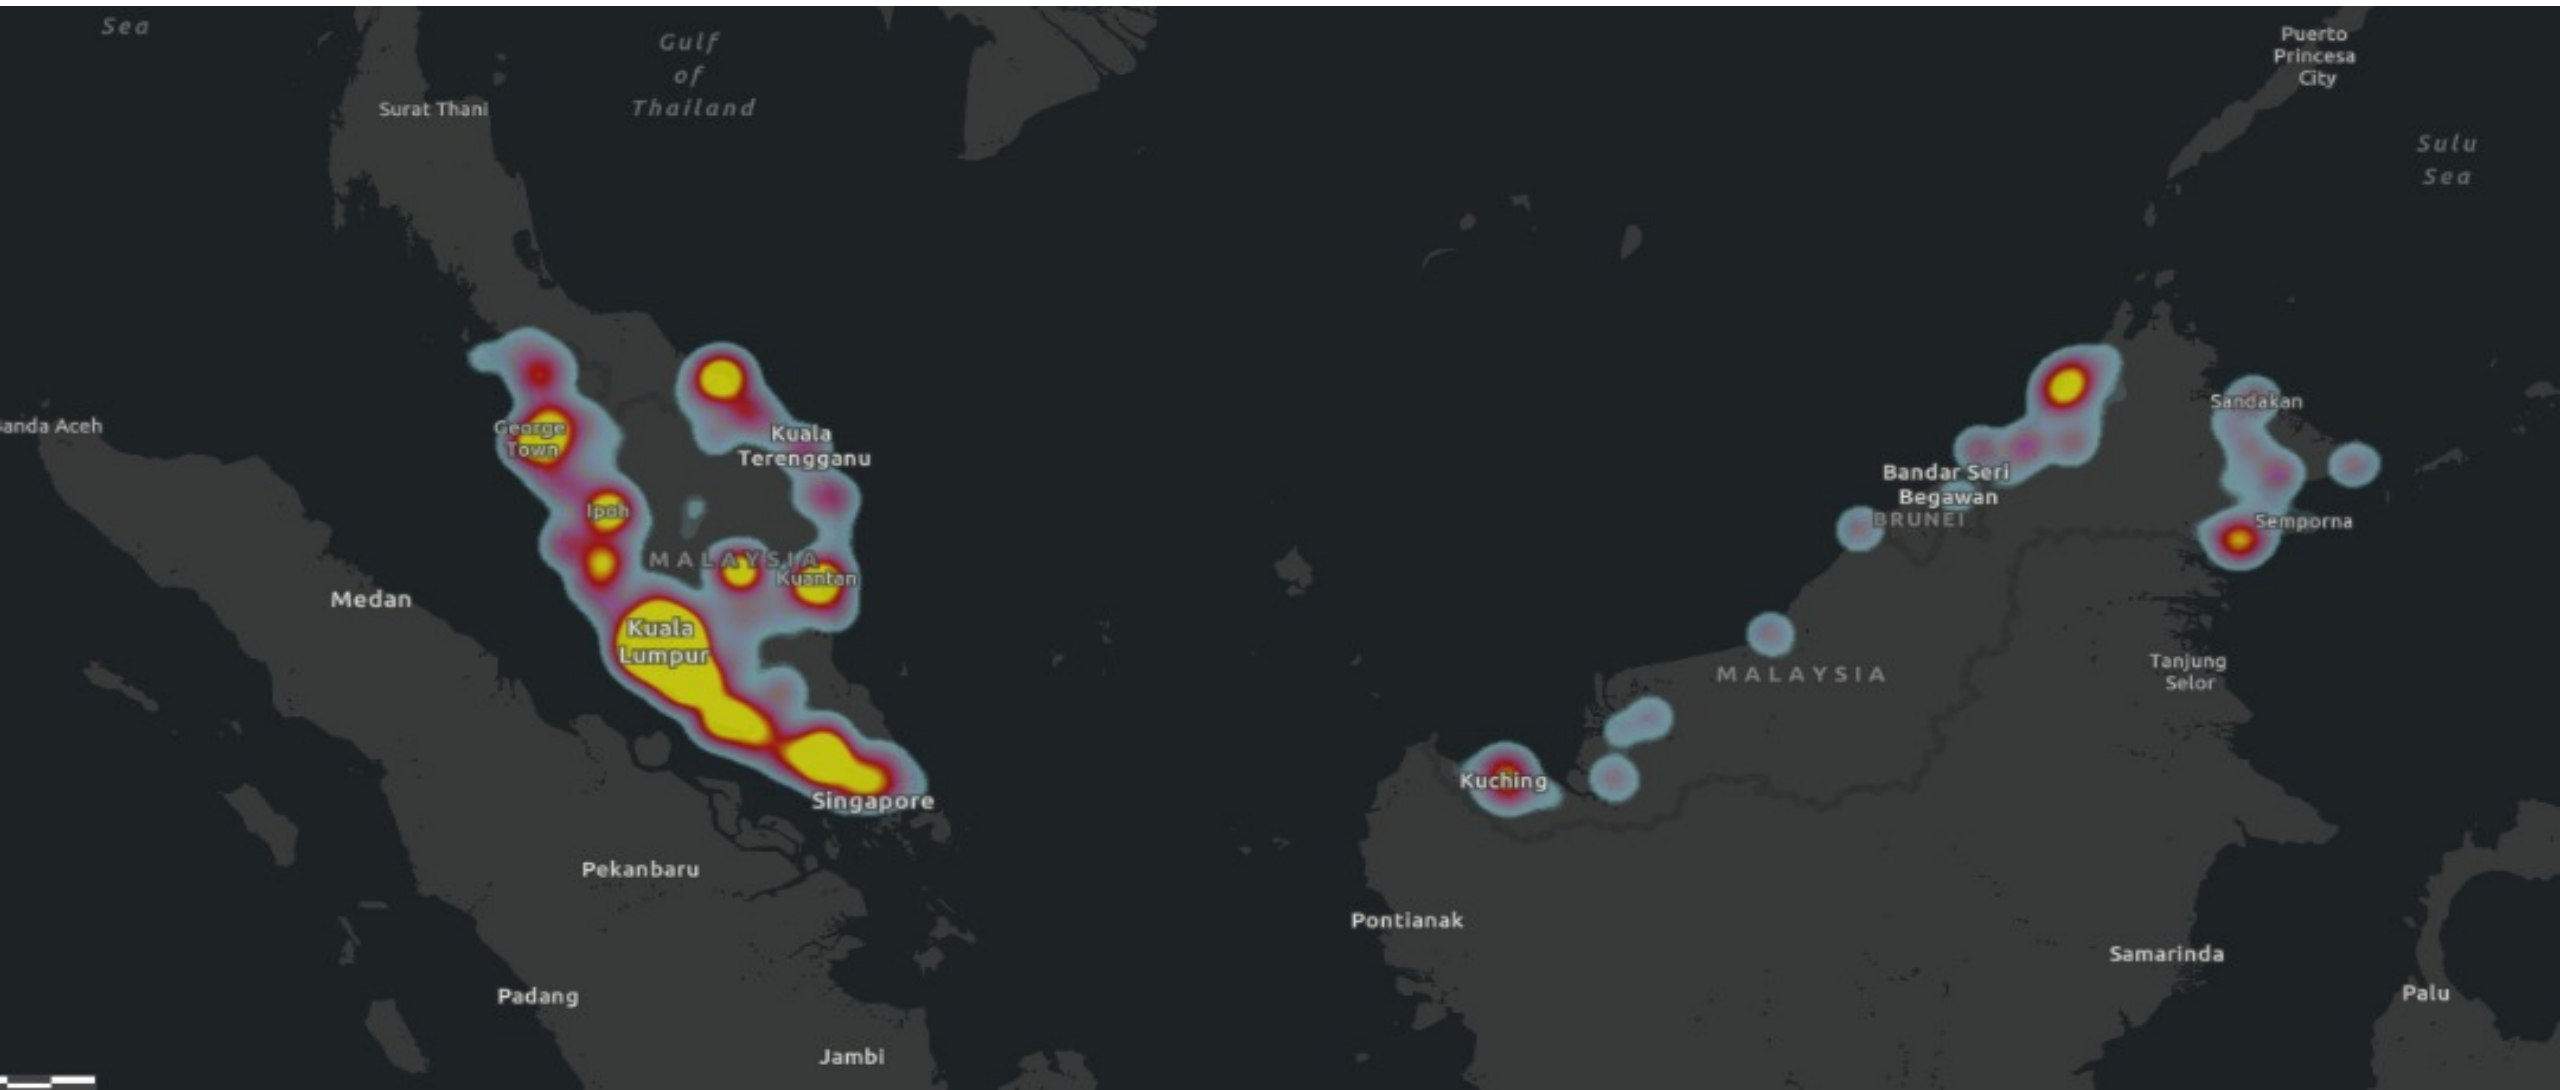 Sea
Gulf
of
Thailand
Surat Thani
Puerto
Princesa
City
Sulu
Sea
anda Aceh
George
Town
Kuala
Terengganu
Ipoh
MALAYSIA
Kuantan
Medan
Kuala
Lumpur
Singapore
Pekanbaru
Padang
Jambi
Sandakan
Bandar Seri
Begawan
BRUNEI
Semporna
Tanjung
Selor
MALAYSIA
Kuching
Pontianak
Samarinda
Palu